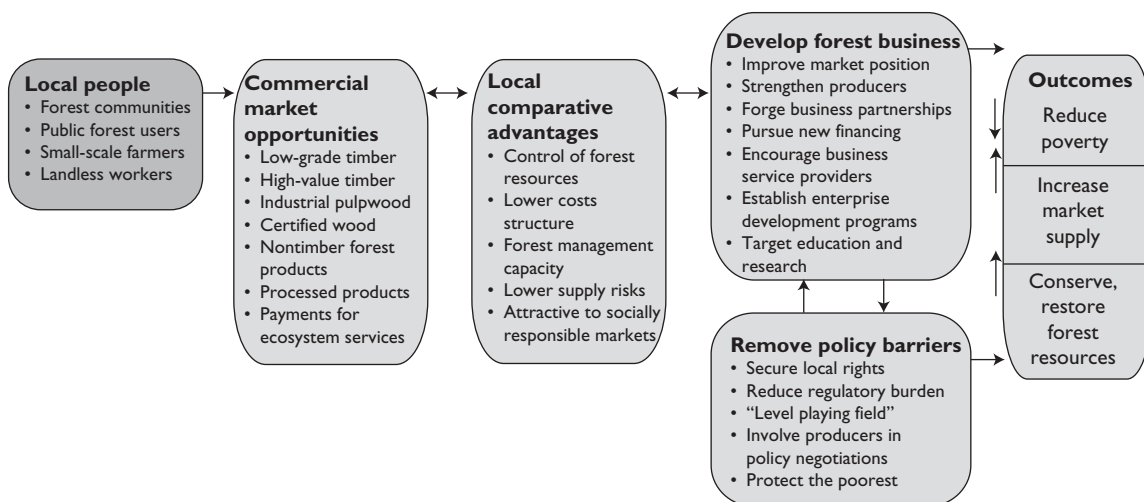 Local people
• Forest communities
• Public forest users
• Small-scale farmers
• Landless workers
Commercial
market
opportunities
• Low-grade timber
• High-value timber
• Industrial pulpwood
• Certified wood
• Nontimber forest
products
• Processed products
• Payments for
ecosystem services
Local
comparative
advantages
• Control of forest
resources
• Lower costs
structure
• Forest management
capacity
• Lower supply risks
• Attractive to socially
responsible markets
Develop forest business
• Improve market position
• Strengthen producers
• Forge business partnerships
• Pursue new financing
• Encourage business
service providers
• Establish enterprise
development programs
• Target education and
research
Remove policy barriers
• Secure local rights
• Reduce regulatory burden
• “Level playing field”
• Involve producers in
policy negotiations
• Protect the poorest
Outcomes
Reduce
poverty
Increase
market
supply
Conserve,
restore
forest
resources